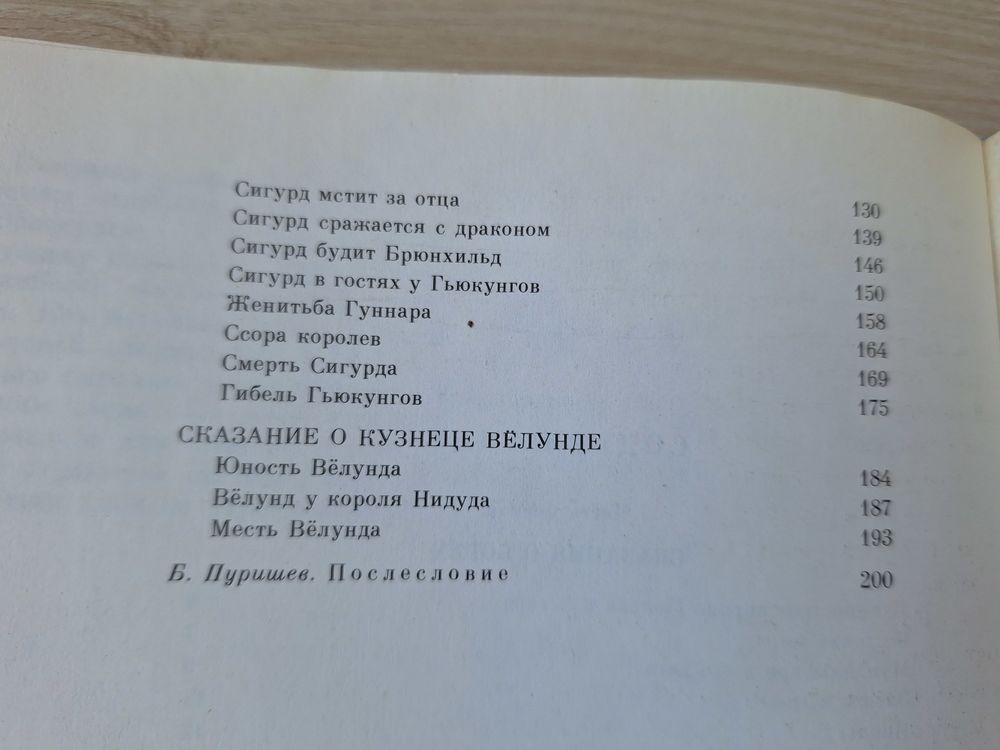 Сигурд мстит за отца 130
Сигурд сражается с драконом 139
Сигурд будит Брюнхильд 146
Сигурд в гостях у Гьюкунгов 150
Женитьба Гуннара 158
Ссора королев 164
Смерть Сигурда 169
Гибель Гьюкунгов 175
СКАЗАНИЕ О КУЗНЕЦЕ ВЁЛУНДЕ
Юность Вёлунда 184
Вёлунд у короля Нидуда 187
Месть Вёлунда 193
Б. Пуришев. Послесловие 200